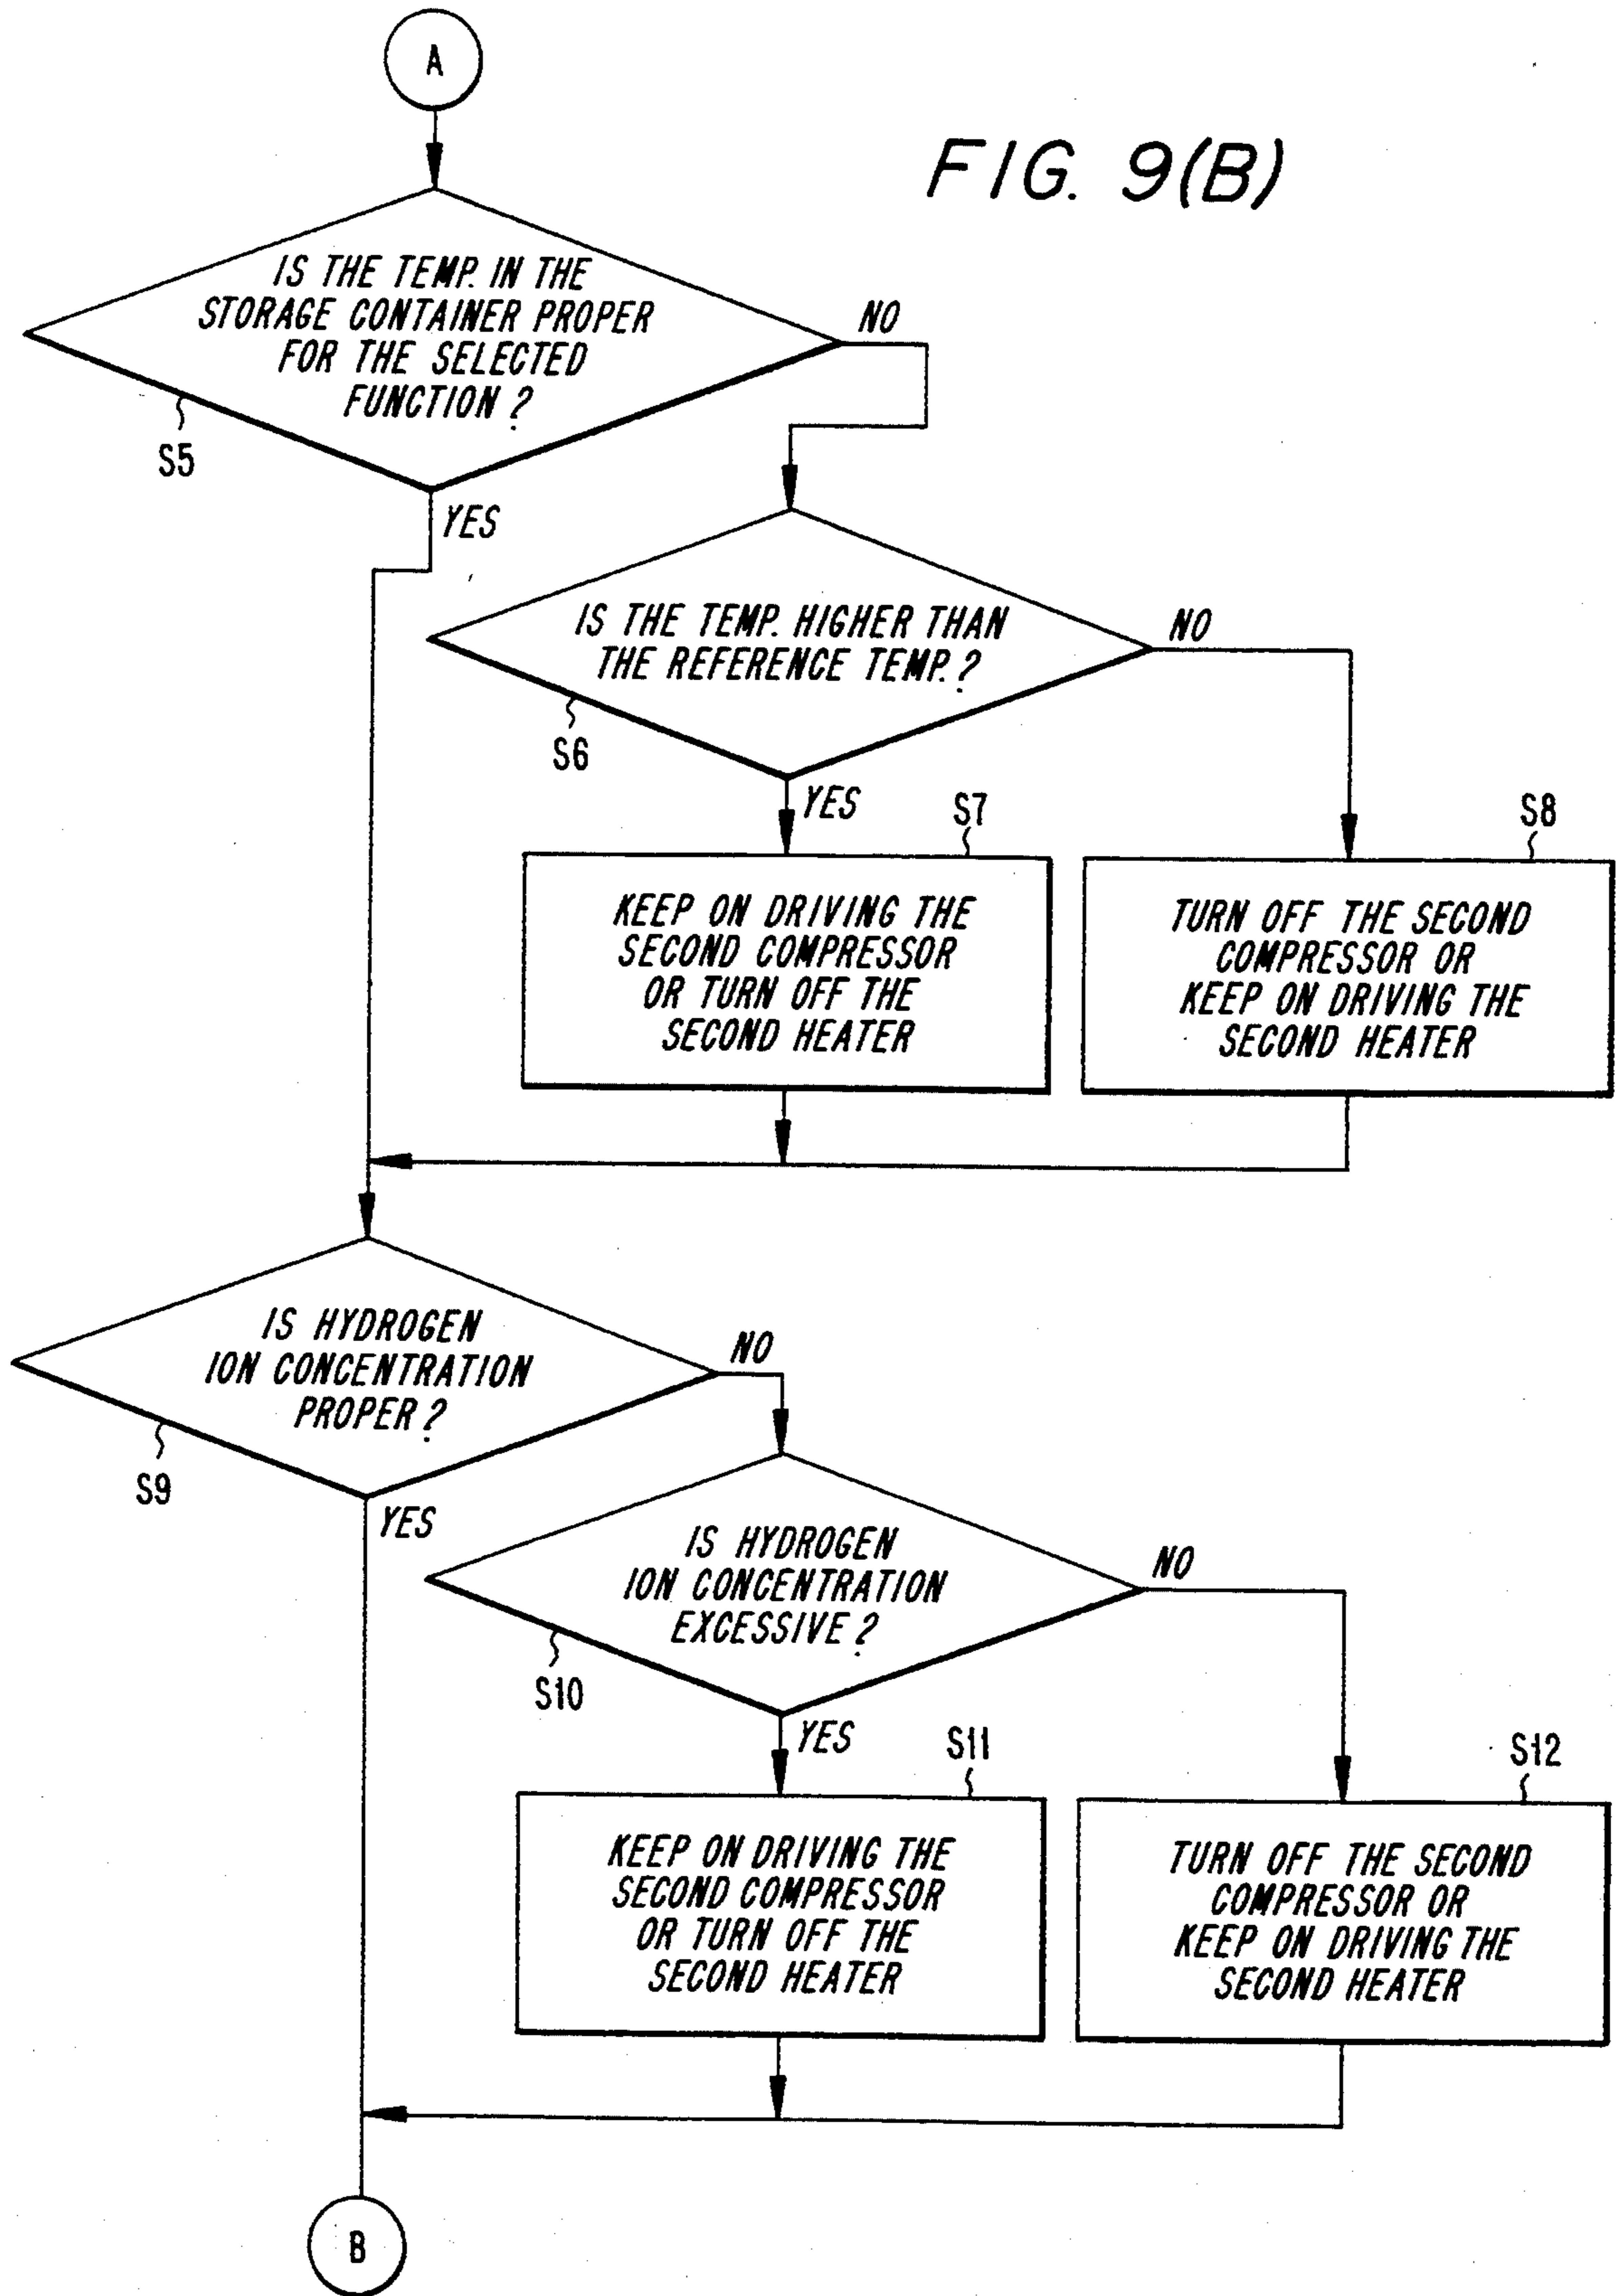 A
FIG. 9(B)
IS THE TEMP. IN THE
STORAGE CONTAINER PROPER
FOR THE SELECTED
FUNCTION?
NO
S5
YES
IS THE TEMP. HIGHER THAN
THE REFERENCE TEMP.?
NO
S6
YES
S7
S8
KEEP ON DRIVING THE
SECOND COMPRESSOR
OR TURN OFF THE
SECOND HEATER
TURN OFF THE SECOND
COMPRESSOR OR
KEEP ON DRIVING THE
SECOND HEATER
IS HYDROGEN
ION CONCENTRATION
PROPER?
NO
S9
YES
IS HYDROGEN
ION CONCENTRATION
EXCESSIVE?
NO
S10
YES
S11
S12
KEEP ON DRIVING THE
SECOND COMPRESSOR
OR TURN OFF THE
SECOND HEATER
TURN OFF THE SECOND
COMPRESSOR OR
KEEP ON DRIVING THE
SECOND HEATER
B